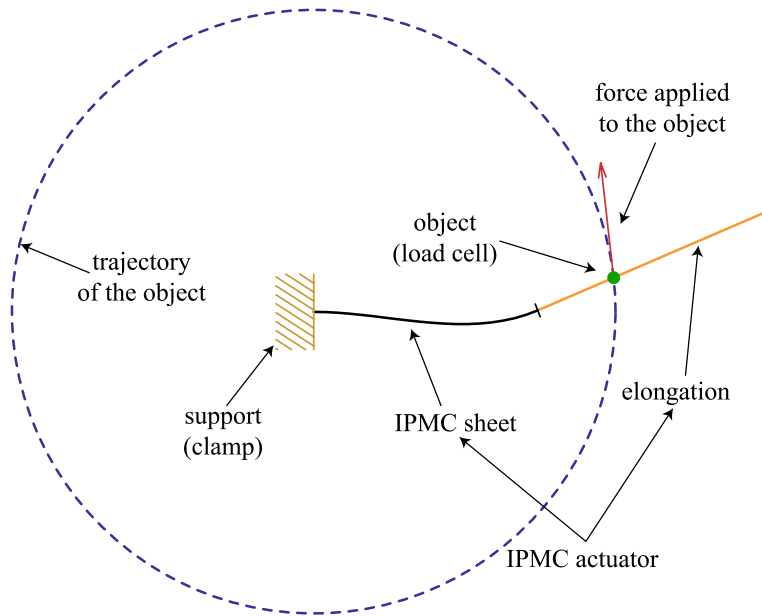 force applied
to the object
object
(load cell)
trajectory
of the object
elongation
support
(clamp)
IPMC sheet
IPMC actuator